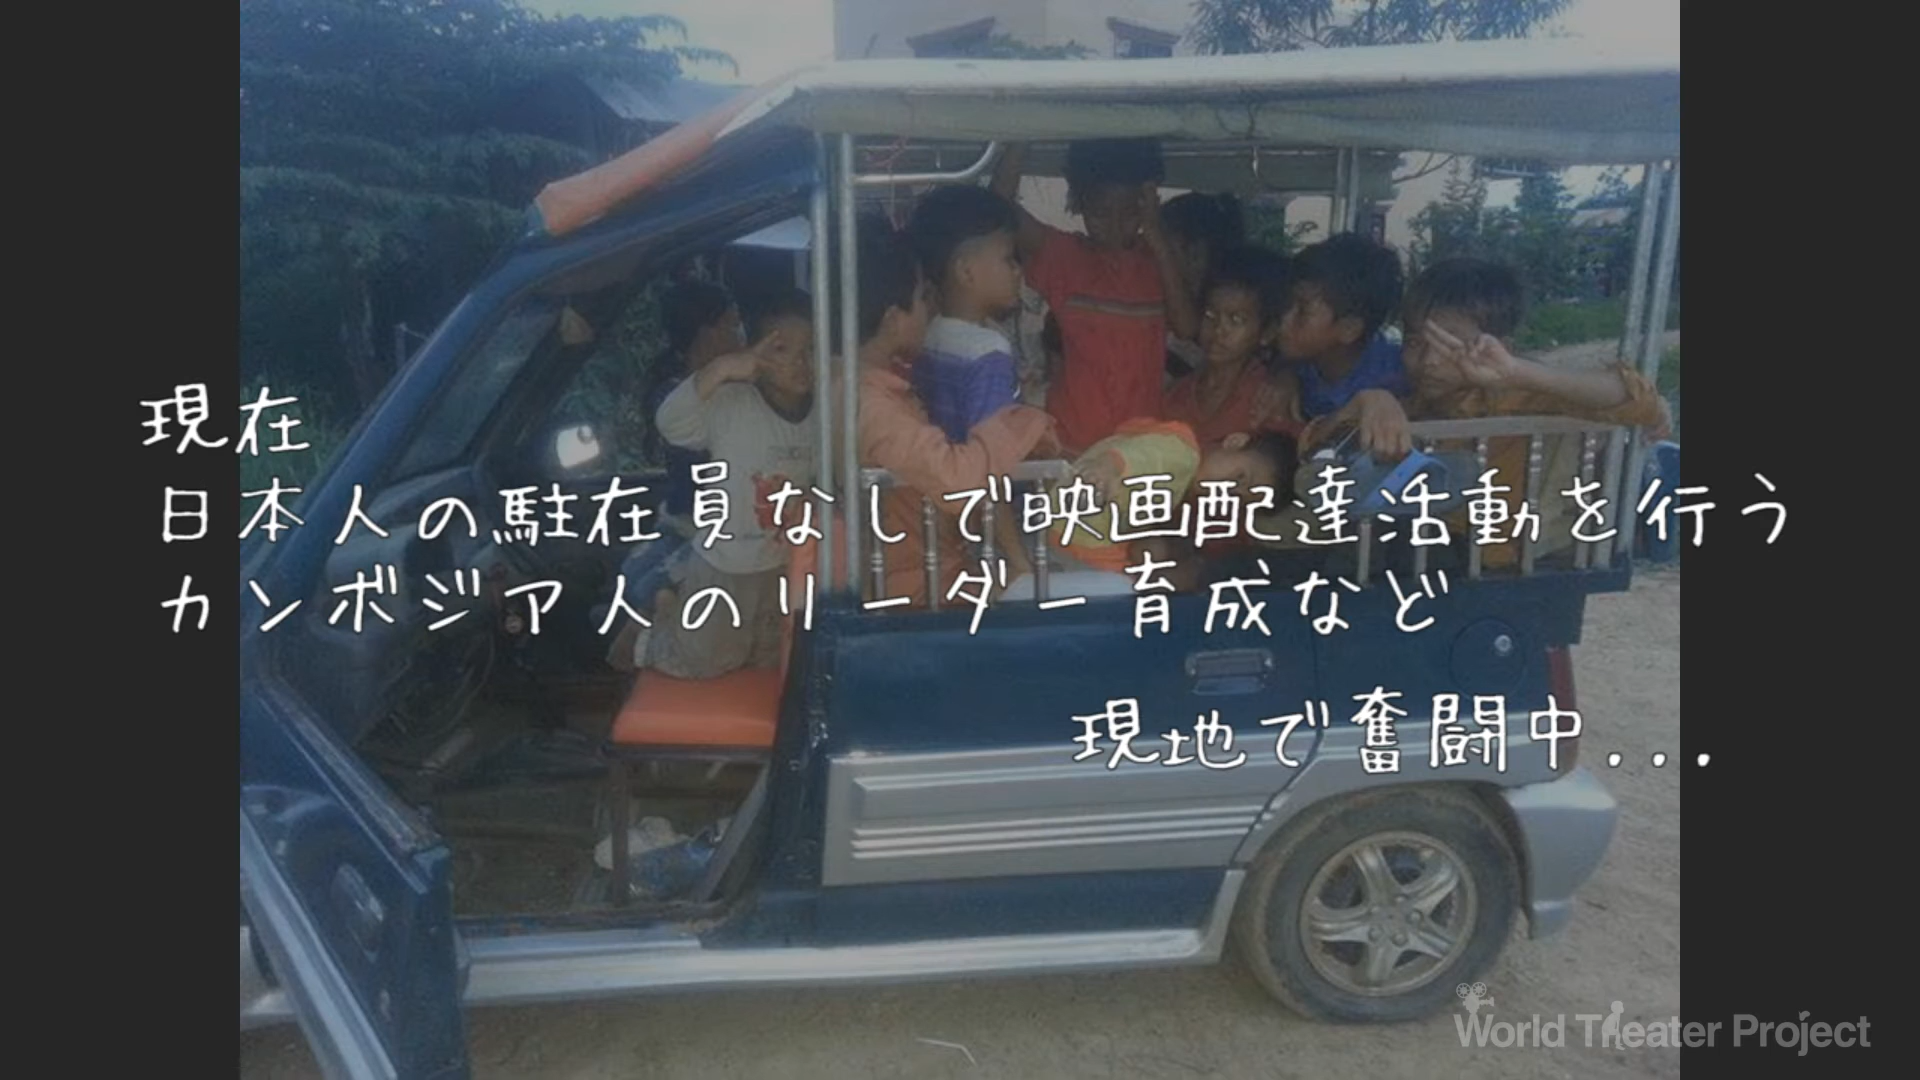 現在
日本人の駐在員なしで映画配達活動を行う
カンボジア人のリーダー育成など
現地で奮闘中...
World Theater Project